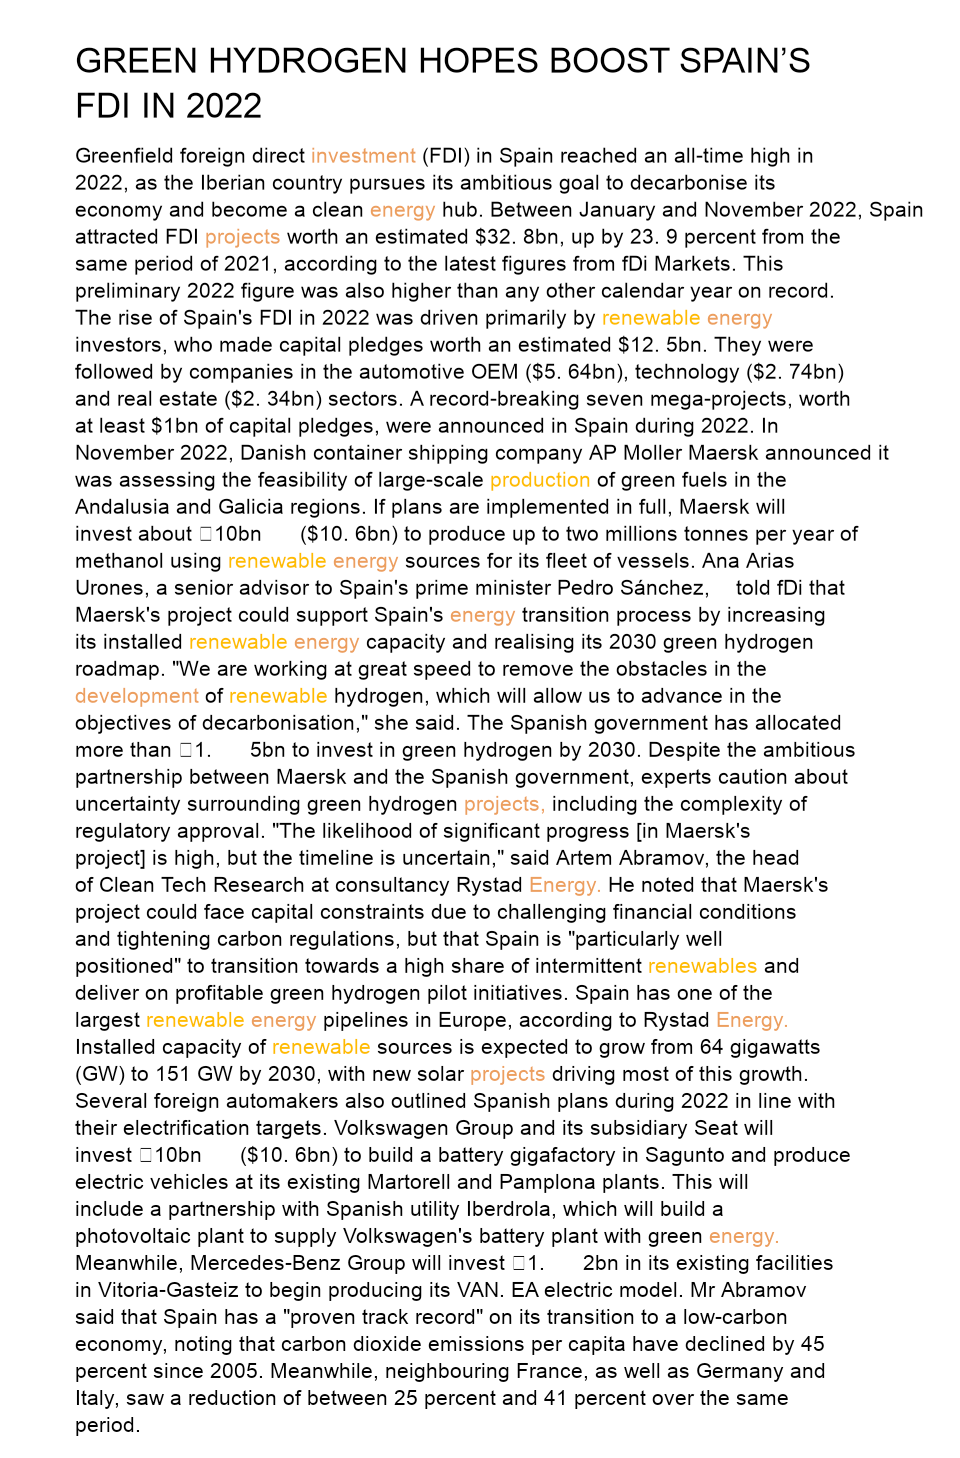 GREEN HYDROGEN HOPES BOOST SPAIN’S
FDI IN 2022
Greenfield foreign direct investment (FDI) in Spain reached an all-time high in
2022, as the Iberian country pursues its ambitious goal to decarbonise its
economy and become a clean energy hub. Between January and November 2022, Spain
attracted FDI projects worth an estimated $32. 8bn, up by 23. 9 percent from the
same period of 2021, according to the latest figures from fDi Markets. This
preliminary 2022 figure was also higher than any other calendar year on record.
The rise of Spain's FDI in 2022 was driven primarily by renewable energy
investors, who made capital pledges worth an estimated $12. 5bn. They were
followed by companies in the automotive OEM ($5. 64bn), technology ($2. 74bn)
and real estate ($2. 34bn) sectors. A record-breaking seven mega-projects, worth
at least $1bn of capital pledges, were announced in Spain during 2022. In
November 2022, Danish container shipping company AP Moller Maersk announced it
was assessing the feasibility of large-scale production of green fuels in the
Andalusia and Galicia regions. If plans are implemented in full, Maersk will
invest about □10bn ($10. 6bn) to produce up to two millions tonnes per year of
methanol using renewable energy sources for its fleet of vessels. Ana Arias
Urones, a senior advisor to Spain's prime minister Pedro Sánchez, told fDi that
Maersk's project could support Spain's energy transition process by increasing
its installed renewable energy capacity and realising its 2030 green hydrogen
roadmap. "We are working at great speed to remove the obstacles in the
development of renewable hydrogen, which will allow us to advance in the
objectives of decarbonisation," she said. The Spanish government has allocated
more than □1. 5bn to invest in green hydrogen by 2030. Despite the ambitious
partnership between Maersk and the Spanish government, experts caution about
uncertainty surrounding green hydrogen projects, including the complexity of
regulatory approval. "The likelihood of significant progress [in Maersk's
project] is high, but the timeline is uncertain," said Artem Abramov, the head
of Clean Tech Research at consultancy Rystad Energy. He noted that Maersk's
project could face capital constraints due to challenging financial conditions
and tightening carbon regulations, but that Spain is "particularly well
positioned" to transition towards a high share of intermittent renewables and
deliver on profitable green hydrogen pilot initiatives. Spain has one of the
largest renewable energy pipelines in Europe, according to Rystad Energy.
Installed capacity of renewable sources is expected to grow from 64 gigawatts
(GW) to 151 GW by 2030, with new solar projects driving most of this growth.
Several foreign automakers also outlined Spanish plans during 2022 in line with
their electrification targets. Volkswagen Group and its subsidiary Seat will
invest □10bn ($10. 6bn) to build a battery gigafactory in Sagunto and produce
electric vehicles at its existing Martorell and Pamplona plants. This will
include a partnership with Spanish utility Iberdrola, which will build a
photovoltaic plant to supply Volkswagen's battery plant with green energy.
Meanwhile, Mercedes-Benz Group will invest □1. 2bn in its existing facilities
in Vitoria-Gasteiz to begin producing its VAN. EA electric model. Mr Abramov
said that Spain has a "proven track record" on its transition to a low-carbon
economy, noting that carbon dioxide emissions per capita have declined by 45
percent since 2005. Meanwhile, neighbouring France, as well as Germany and
Italy, saw a reduction of between 25 percent and 41 percent over the same
period.